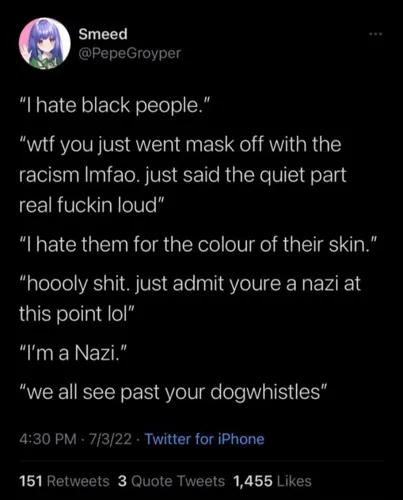 Smeed
@PepeGroyper
“I hate black people.”
“wtf you just went mask off with the
racism lmfao. just said the quiet part
real fuckin loud”
“I hate them for the colour of their skin.”
“hoooly shit. just admit youre a nazi at
this point lol”
“I’m a Nazi.”
“we all see past your dogwhistles”
4:30 PM · 7/3/22 · Twitter for iPhone
151 Retweets 3 Quote Tweets 1,455 Likes